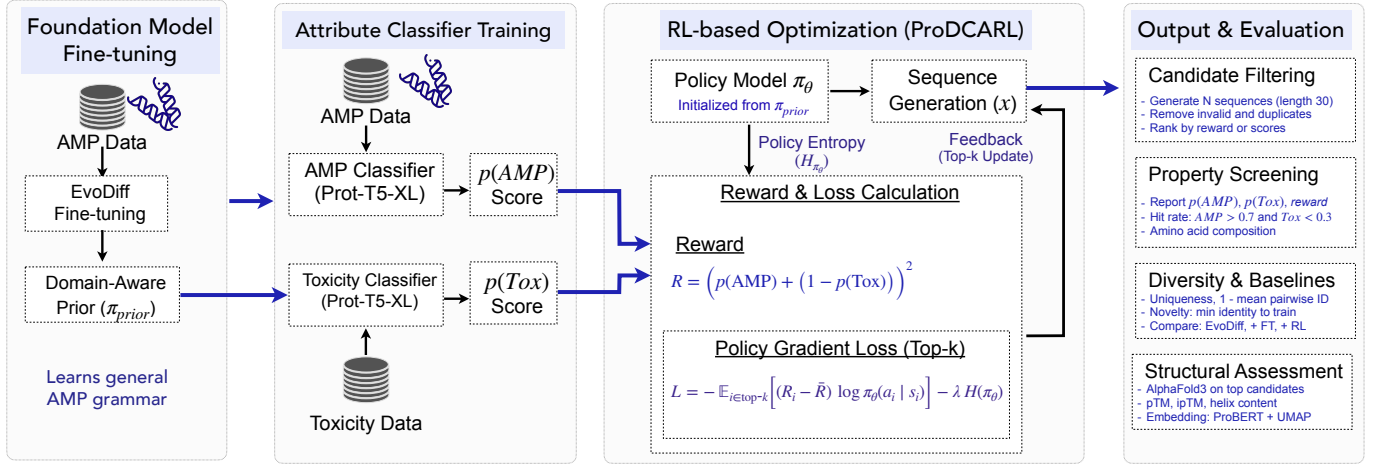 Foundation Model
Fine-tuning
AMP Data
EvoDiff
Fine-tuning
Domain-Aware
Prior (π_prior)
Learns general
AMP grammar
Attribute Classifier Training
AMP Data
AMP Classifier
(Prot-T5-XL)
p(AMP)
Score
Toxicity Classifier
(Prot-T5-XL)
p(Tox)
Score
Toxicity Data
RL-based Optimization (ProDCARL)
Policy Model π_θ
Initialized from π_prior
Sequence
Generation (x)
Policy Entropy
(H_π_θ)
Feedback
(Top-k Update)
Reward & Loss Calculation
Reward
R = (p(AMP) + (1 − p(Tox)))^2
Policy Gradient Loss (Top-k)
L = − 𝔼_i∈top-k[(R_i − R̄) log π_θ(a_i | s_i)] − λ H(π_θ)
Output & Evaluation
Candidate Filtering
- Generate N sequences (length 30)
- Remove invalid and duplicates
- Rank by reward or scores
Property Screening
- Report p(AMP), p(Tox), reward
- Hit rate: AMP > 0.7 and Tox < 0.3
- Amino acid composition
Diversity & Baselines
- Uniqueness, 1 - mean pairwise ID
- Novelty: min identity to train
- Compare: EvoDiff, + FT, + RL
Structural Assessment
- AlphaFold3 on top candidates
- pTM, ipTM, helix content
- Embedding: ProBERT + UMAP